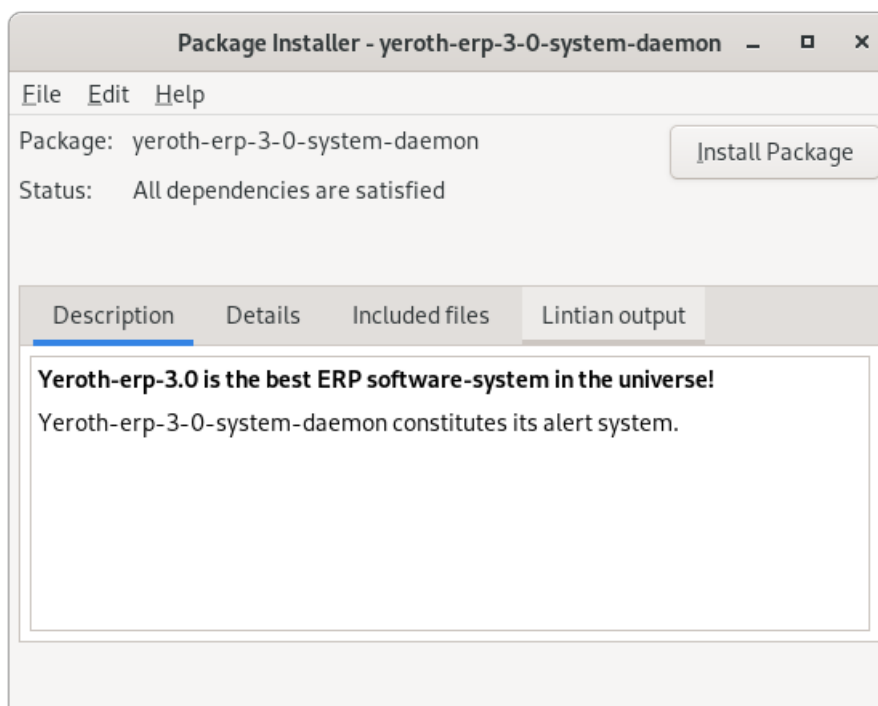 Package Installer - yeroth-erp-3-0-system-daemon
File Edit Help
Package: yeroth-erp-3-0-system-daemon
Install Package
Status: All dependencies are satisfied
Description Details Included files Lintian output
Yeroth-erp-3.0 is the best ERP software-system in the universe!
Yeroth-erp-3-0-system-daemon constitutes its alert system.